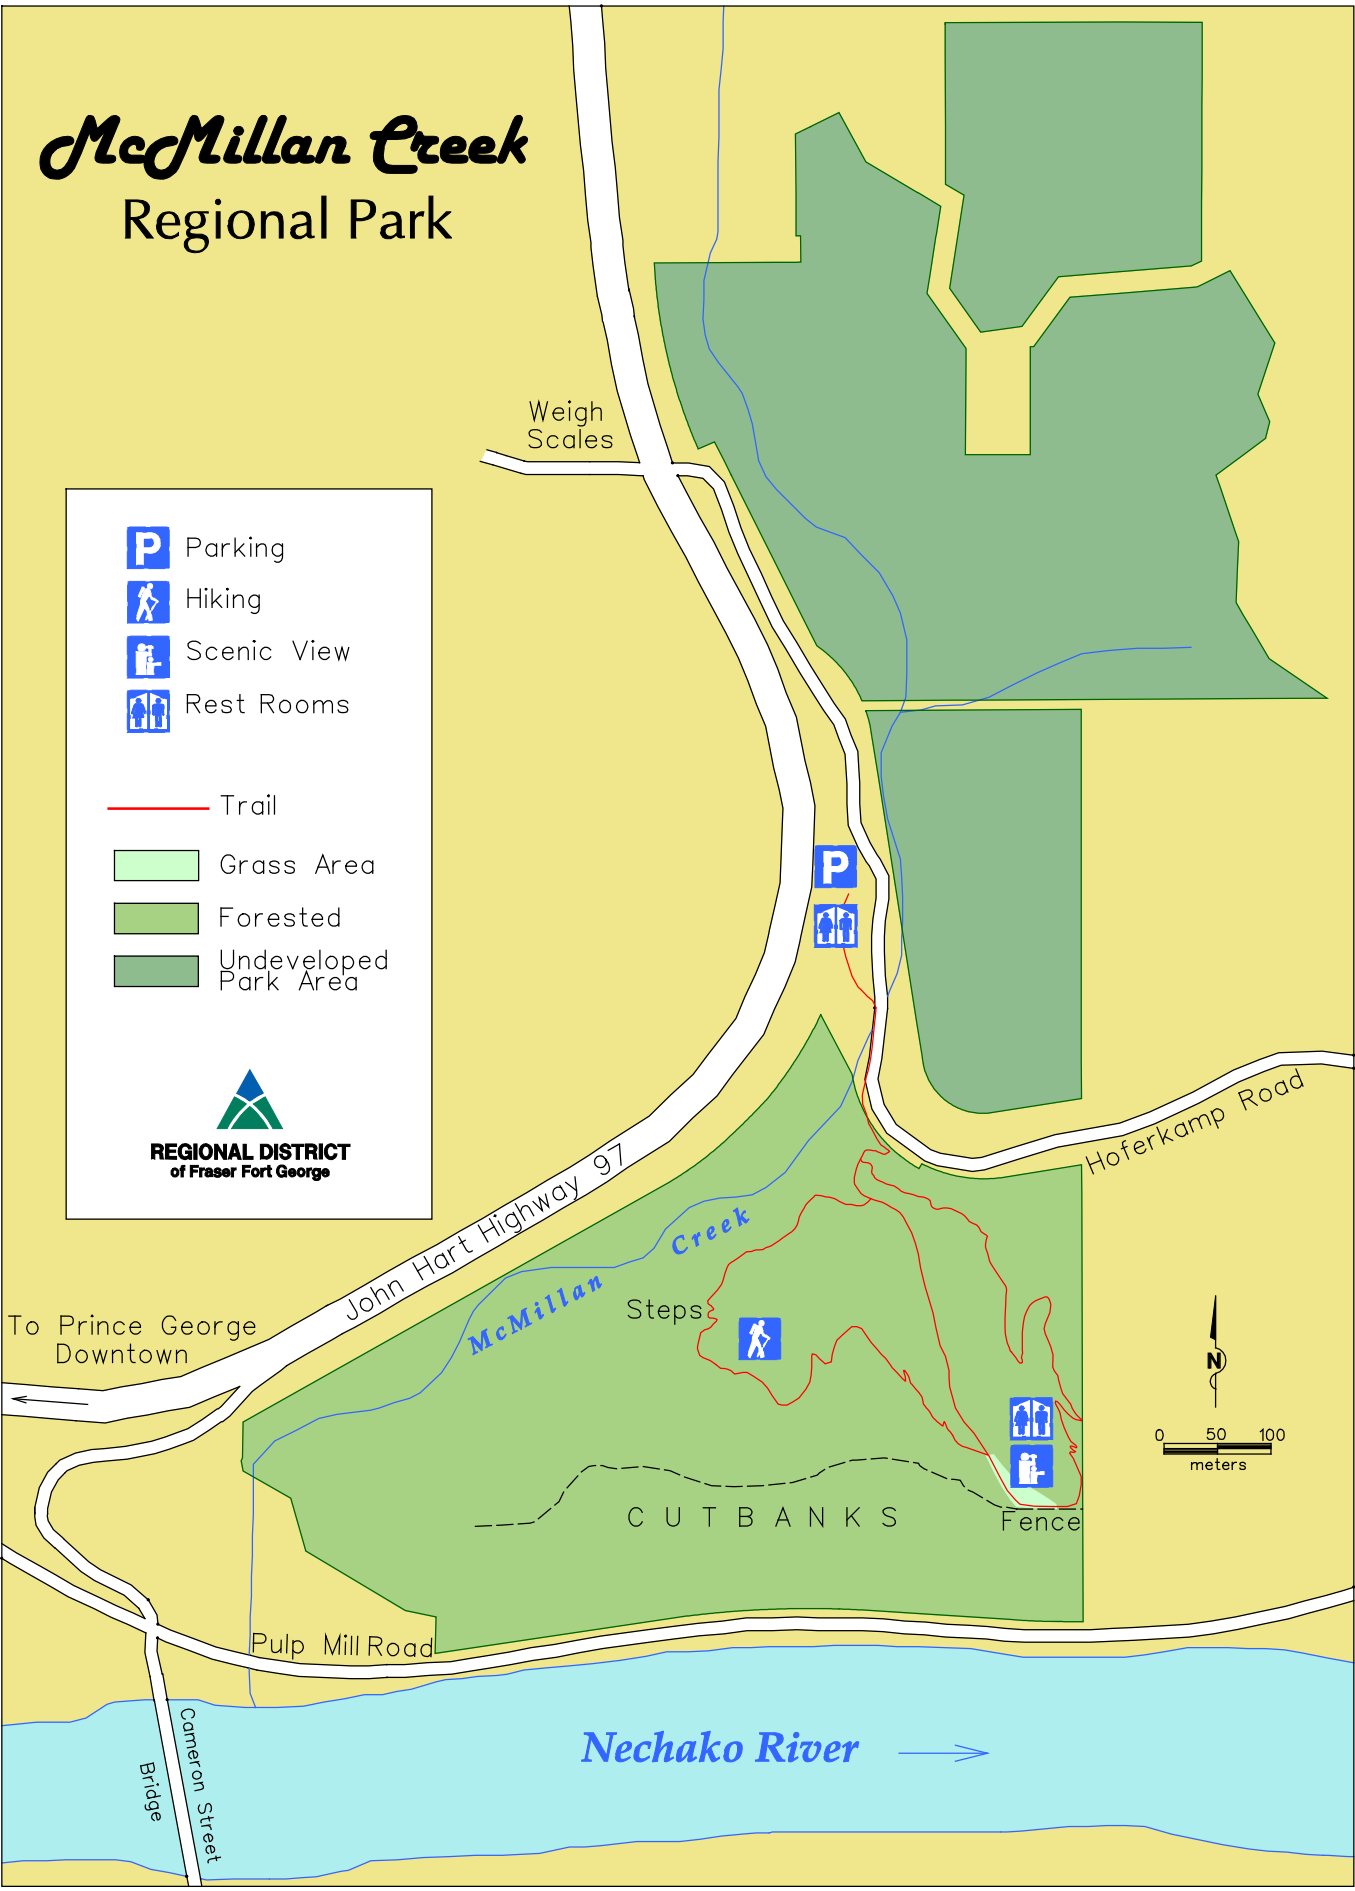 McMillan Creek
Regional Park
Weigh
Scales
P Parking
Hiking
Scenic View
Rest Rooms
Trail
Grass Area
Forested
Undeveloped
Park Area
REGIONAL DISTRICT
of Fraser Fort George
P
Hoferkamp Road
John Hart Highway 97
McMillan Creek
Steps
To Prince George
Downtown
N
0 50 100
meters
CUTBANKS
Fence
Pulp Mill Road
Nechako River
Cameron Street
Bridge